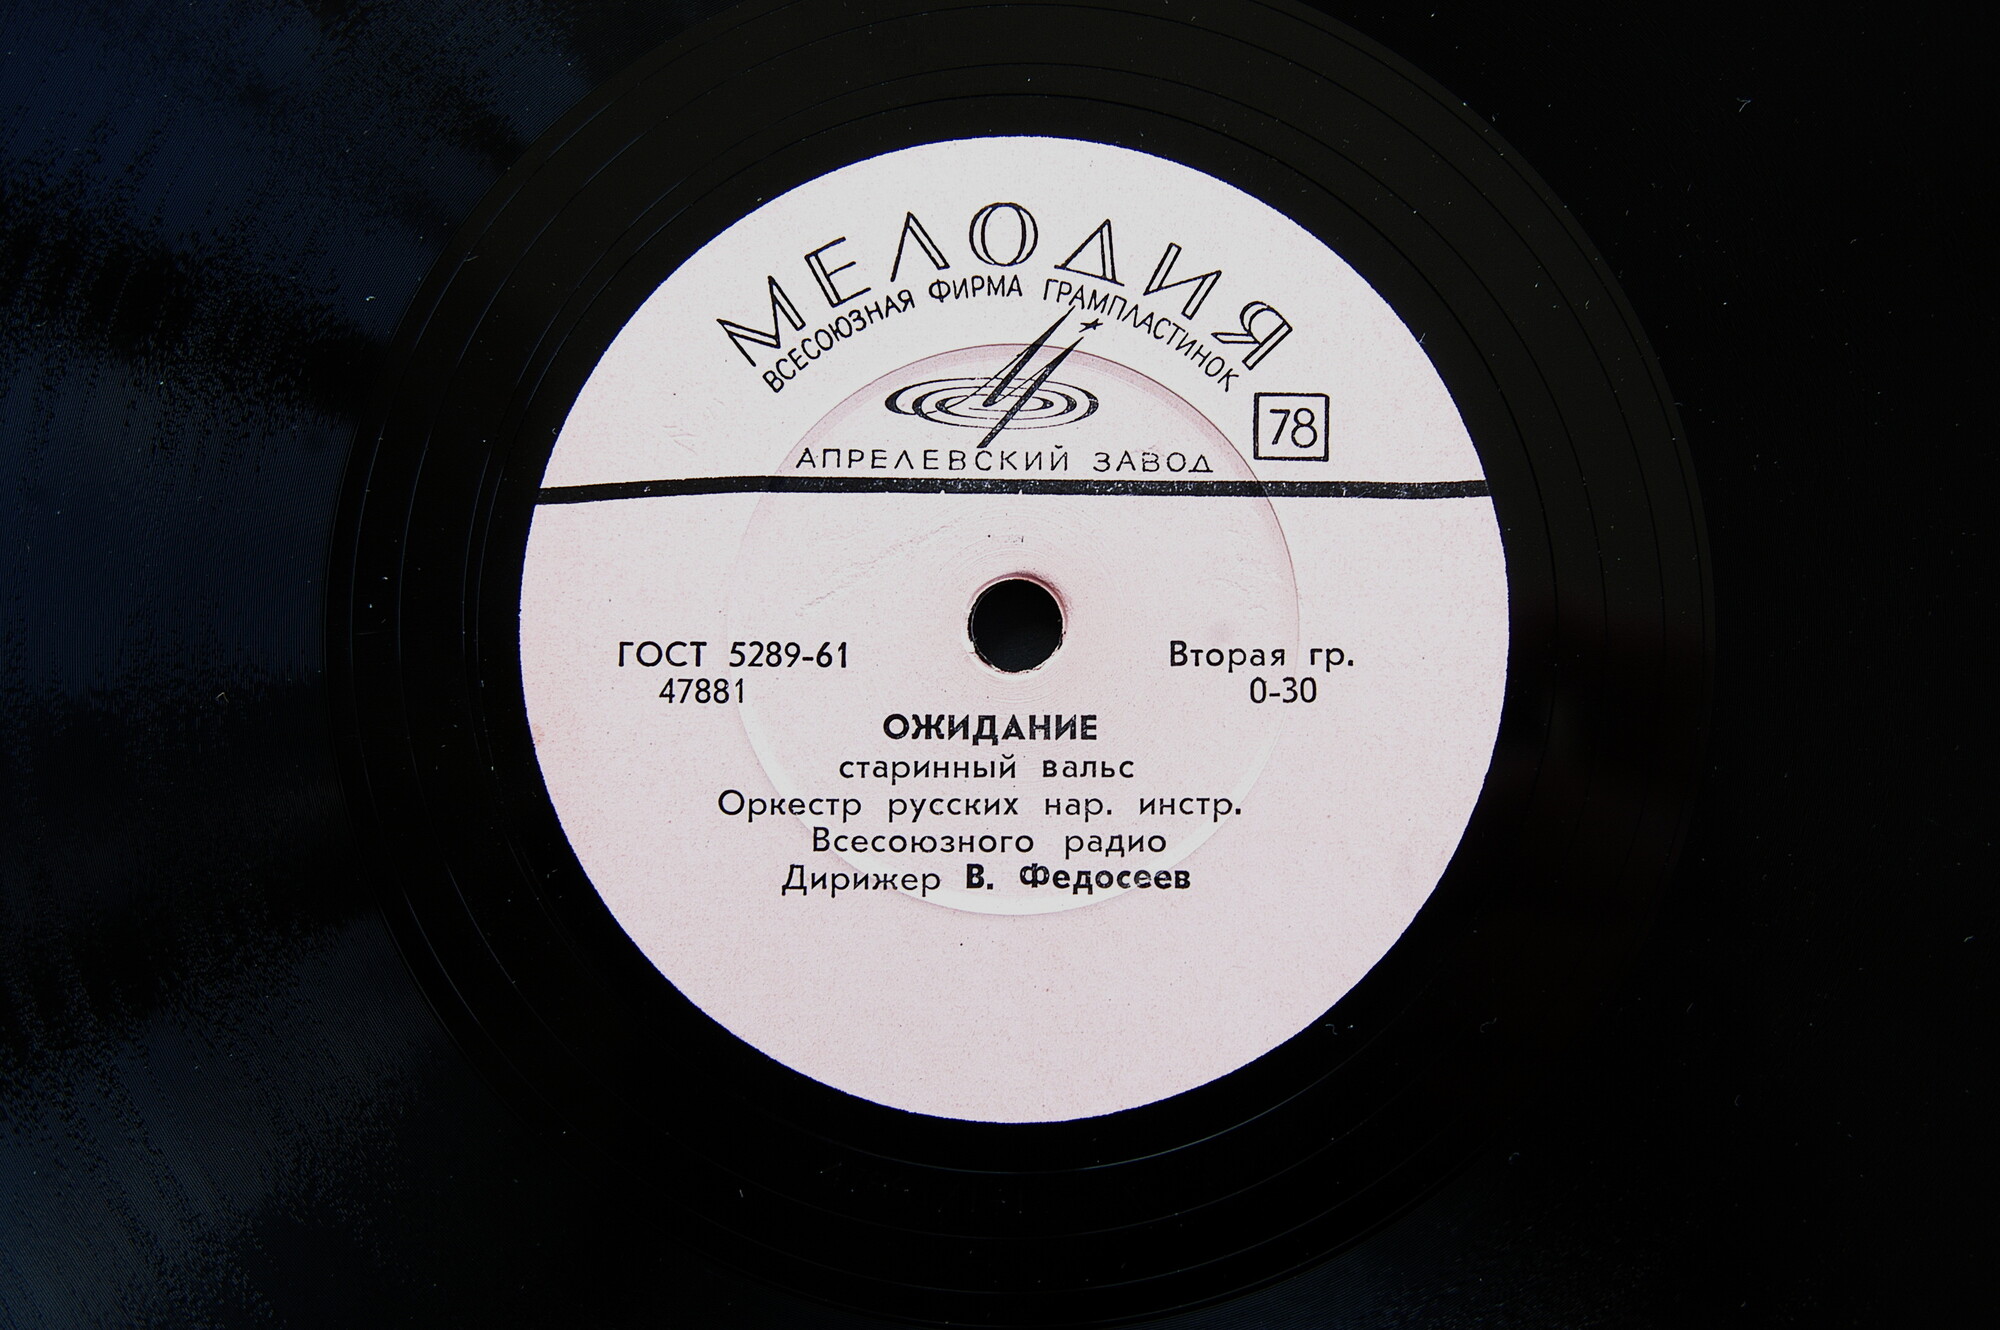 МЕЛОДИЯ
ВСЕСОЮЗНАЯ ФИРМА ГРАМПЛАСТИНОК
78
АПРЕЛЕВСКИЙ ЗАВОД
ГОСТ 5289-61
47881
Вторая гр.
0-30
ОЖИДАНИЕ
старинный вальс
Оркестр русских нар. инстр.
Всесоюзного радио
Дирижер В. Федосеев